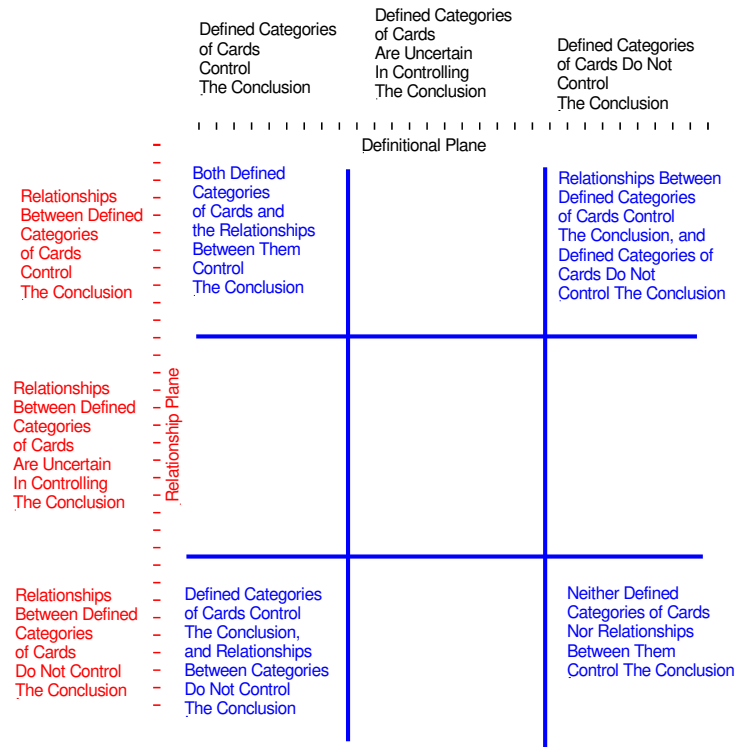 Defined Categories
of Cards
Control
The Conclusion
Defined Categories
of Cards
Are Uncertain
In Controlling
The Conclusion
Defined Categories
of Cards Do Not
Control
The Conclusion
Definitional Plane
Relationships
Between Defined
Categories
of Cards
Control
The Conclusion
Both Defined
Categories
of Cards and
the Relationships
Between Them
Control
The Conclusion
Relationships Between
Defined Categories
of Cards Control
The Conclusion, and
Defined Categories of
Cards Do Not
Control The Conclusion
Relationship Plane
Relationships
Between Defined
Categories
of Cards
Are Uncertain
In Controlling
The Conclusion
Relationships
Between Defined
Categories
of Cards
Do Not Control
The Conclusion
Defined Categories
of Cards Control
The Conclusion,
and Relationships
Between Categories
Do Not Control
The Conclusion
Neither Defined
Categories of Cards
Nor Relationships
Between Them
Control The Conclusion